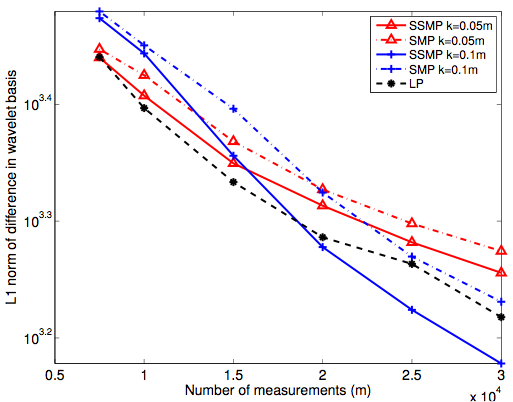 SSMP k=0.05m
SMP k=0.05m
SSMP k=0.1m
SMP k=0.1m
LP
L1 norm of difference in wavelet basis
10^3.4
10^3.3
10^3.2
0.5 1 1.5 2 2.5 3
x 10^4
Number of measurements (m)